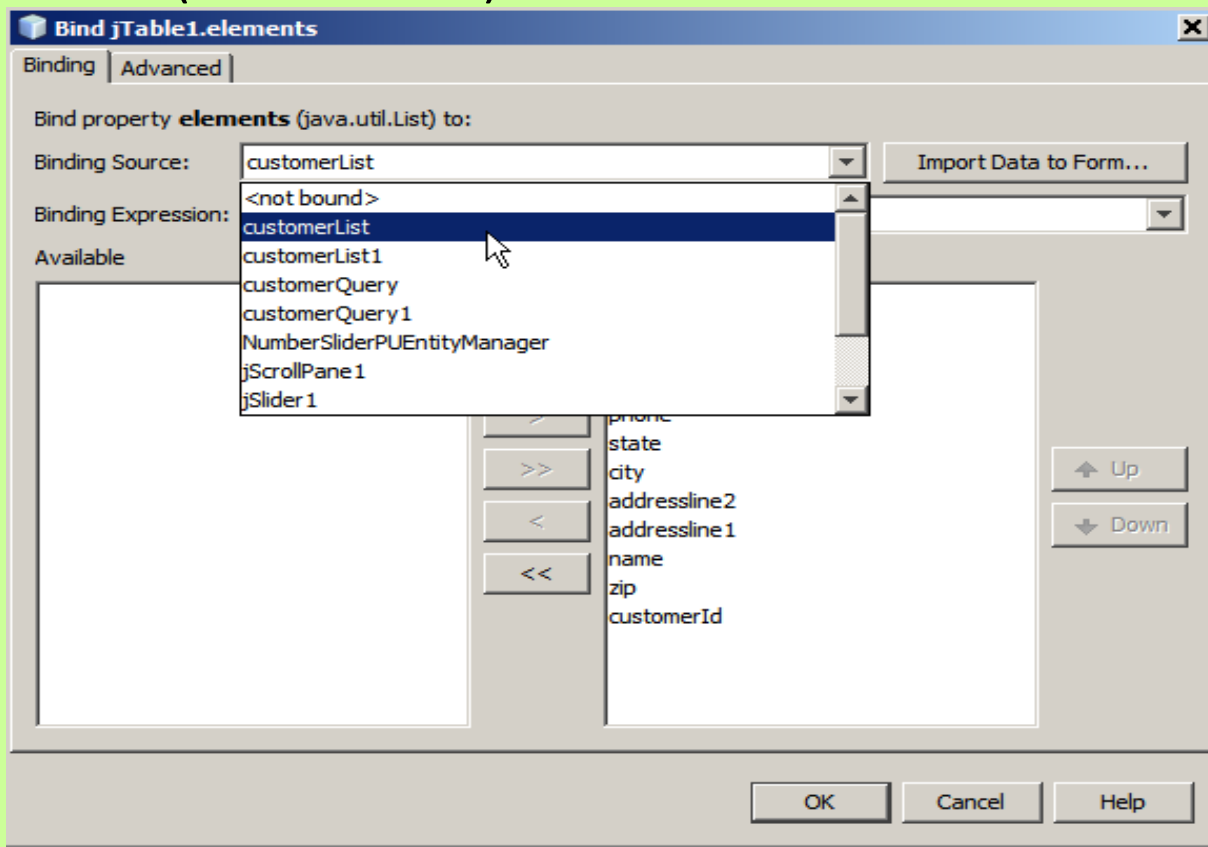 Bind jTable1.elements
Binding Advanced
Bind property elements (java.util.List) to:
Binding Source: customerList Import Data to Form...
<not bound>
Binding Expression:
customerList
Available
customerList1
customerQuery
customerQuery1
NumberSliderPUEntityManager
jScrollPane1
jSlider1
> phone
state
>> city
Up
addressline2
< addressline1
Down
name
<<
zip
customerId
OK Cancel Help